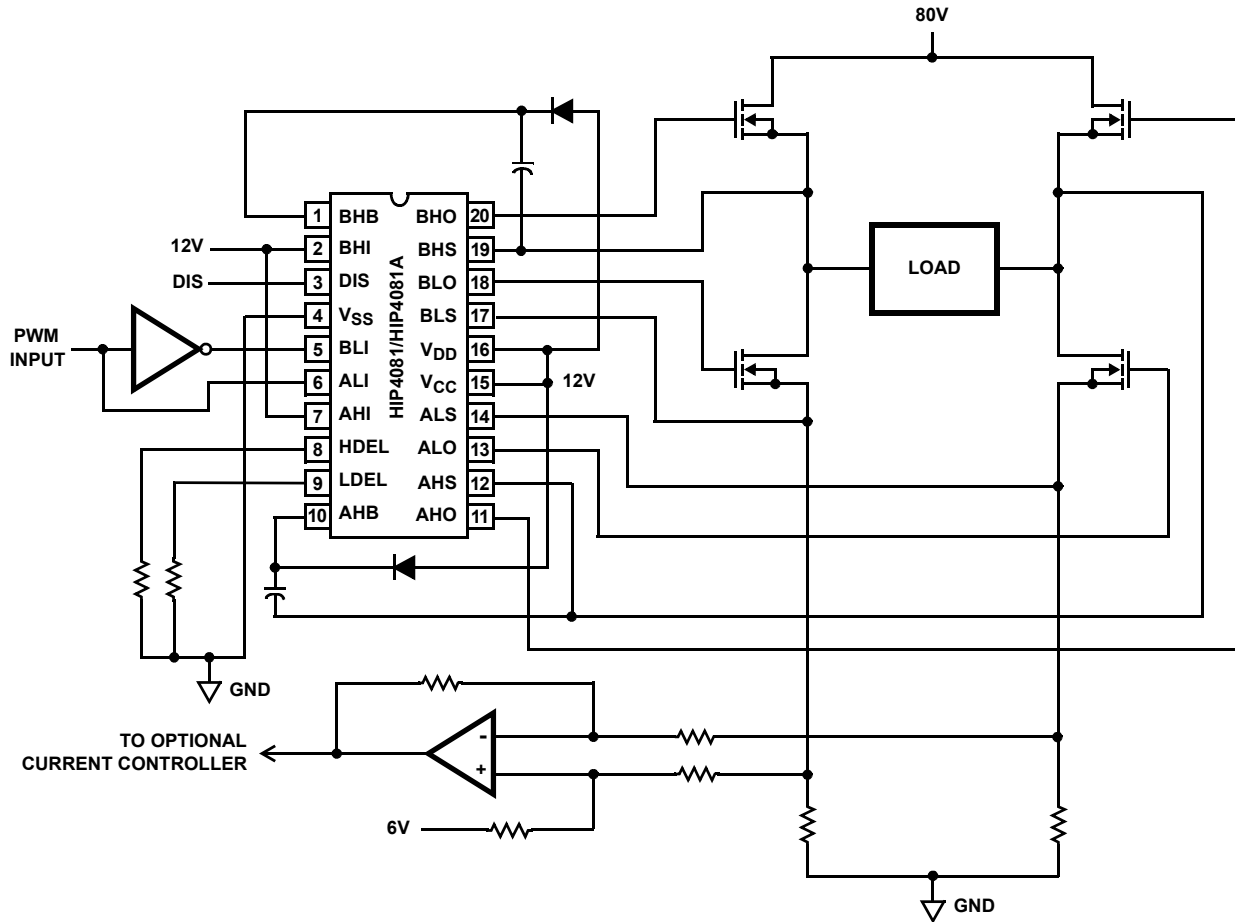 80V
1 BHB BHO 20
12V 2 BHI BHS 19
DIS 3 DIS BLO 18
4 VSS BLS 17
PWM
INPUT
5 BLI VDD 16
6 ALI VCC 15 12V
7 AHI ALS 14
8 HDEL ALO 13
9 LDEL AHS 12
10 AHB AHO 11
HIP4081/HIP4081A
LOAD
GND
TO OPTIONAL
CURRENT CONTROLLER
-
+
6V
GND